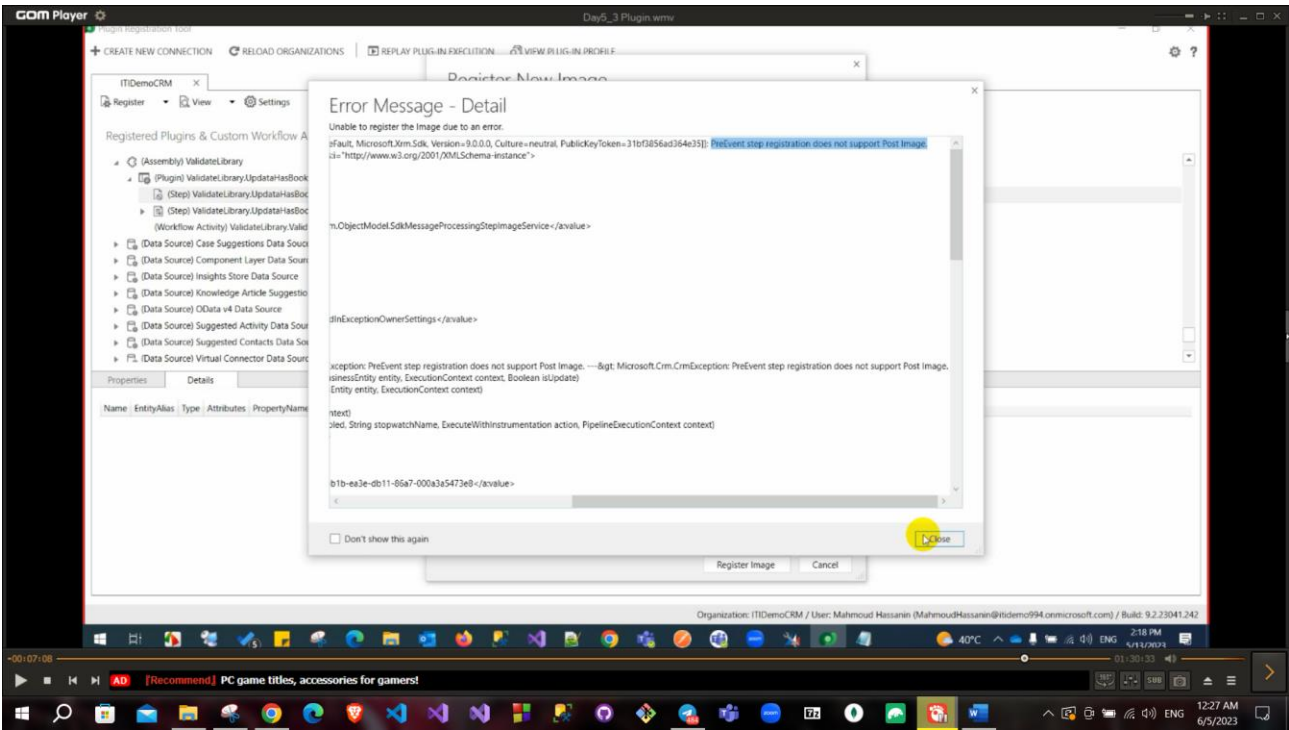 GOM Player
Day5_3 Plugin.wmv
Plugin Registration Tool
CREATE NEW CONNECTION RELOAD ORGANIZATIONS REPLAY PLUG-IN EXECUTION VIEW PLUG-IN PROFILE
ITIDemoCRM
Register New Image
Register View Settings
Error Message - Detail
Unable to register the Image due to an error.
Registered Plugins & Custom Workflow A
eFault, Microsoft.Xrm.Sdk, Version=9.0.0.0, Culture=neutral, PublicKeyToken=31bf3856ad364e35]]: PreEvent step registration does not support Post Image.
="http://www.w3.org/2001/XMLSchema-instance">
(Assembly) ValidateLibrary
(Plugin) ValidateLibrary.UpdataHasBook
(Step) ValidateLibrary.UpdataHasBoc
(Step) ValidateLibrary.UpdataHasBoc
(Workflow Activity) ValidateLibrary.Valid
m.ObjectModel.SdkMessageProcessingStepImageService</a:value>
(Data Source) Case Suggestions Data Souc
(Data Source) Component Layer Data Sourc
(Data Source) Insights Store Data Source
(Data Source) Knowledge Article Suggestio
(Data Source) OData v4 Data Source
(Data Source) Suggested Activity Data Sour
dInExceptionOwnerSettings</a:value>
(Data Source) Suggested Contacts Data Sou
(Data Source) Virtual Connector Data Sourc
xception: PreEvent step registration does not support Post Image. ---&gt; Microsoft.Crm.CrmException: PreEvent step registration does not support Post Image.
usinessEntity entity, ExecutionContext context, Boolean isUpdate)
Entity entity, ExecutionContext context)
Properties Details
Name EntityAlias Type Attributes PropertyName
ntext)
bled, String stopwatchName, ExecuteWithInstrumentation action, PipelineExecutionContext context)
b1b-ea3e-db11-86a7-000a3a5473e8</a:value>
Don't show this again
Close
Register Image Cancel
Organization: ITIDemoCRM / User: Mahmoud Hassanin (MahmoudHassanin@itidemo994.onmicrosoft.com) / Build: 9.2.23041.242
40°C ENG 2:18 PM
5/13/2023
-00:07:08 01:30:33
AD [Recommend] PC game titles, accessories for gamers!
360° SUB
ENG 12:27 AM
6/5/2023